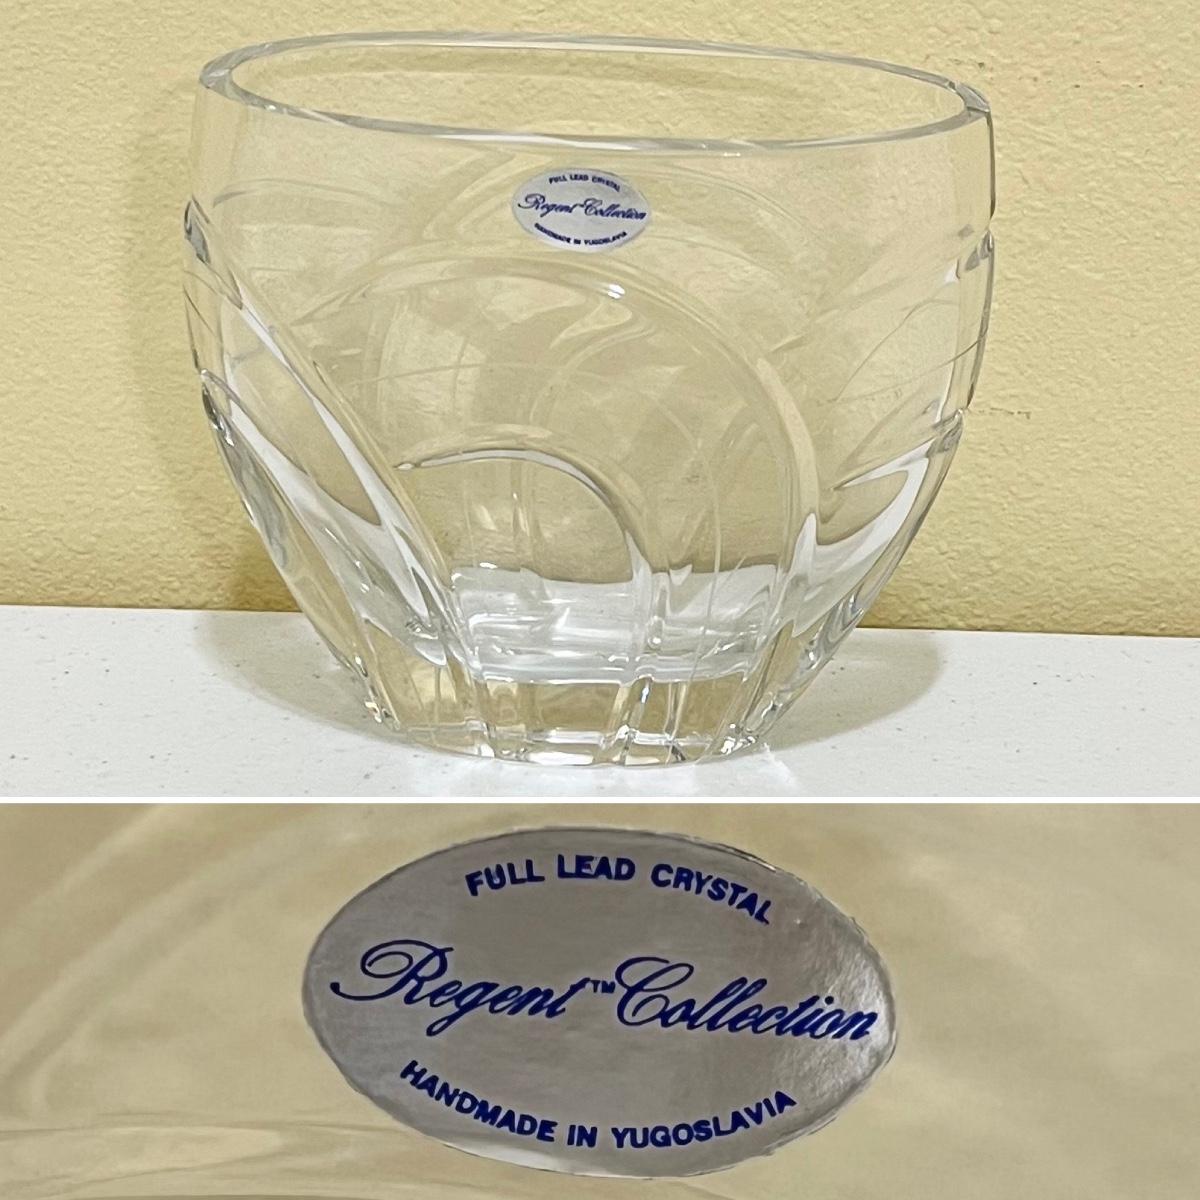 FULL LEAD CRYSTAL
Regent™ Collection
HANDMADE IN YUGOSLAVIA
FULL LEAD CRYSTAL
Regent™ Collection
HANDMADE IN YUGOSLAVIA